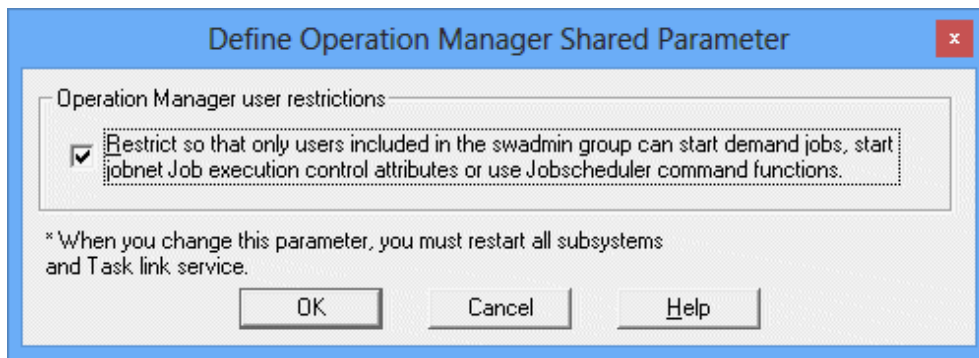 Define Operation Manager Shared Parameter
x
Operation Manager user restrictions
Restrict so that only users included in the swadmin group can start demand jobs, start
jobnet Job execution control attributes or use Jobscheduler command functions.
* When you change this parameter, you must restart all subsystems
and Task link service.
OK Cancel Help